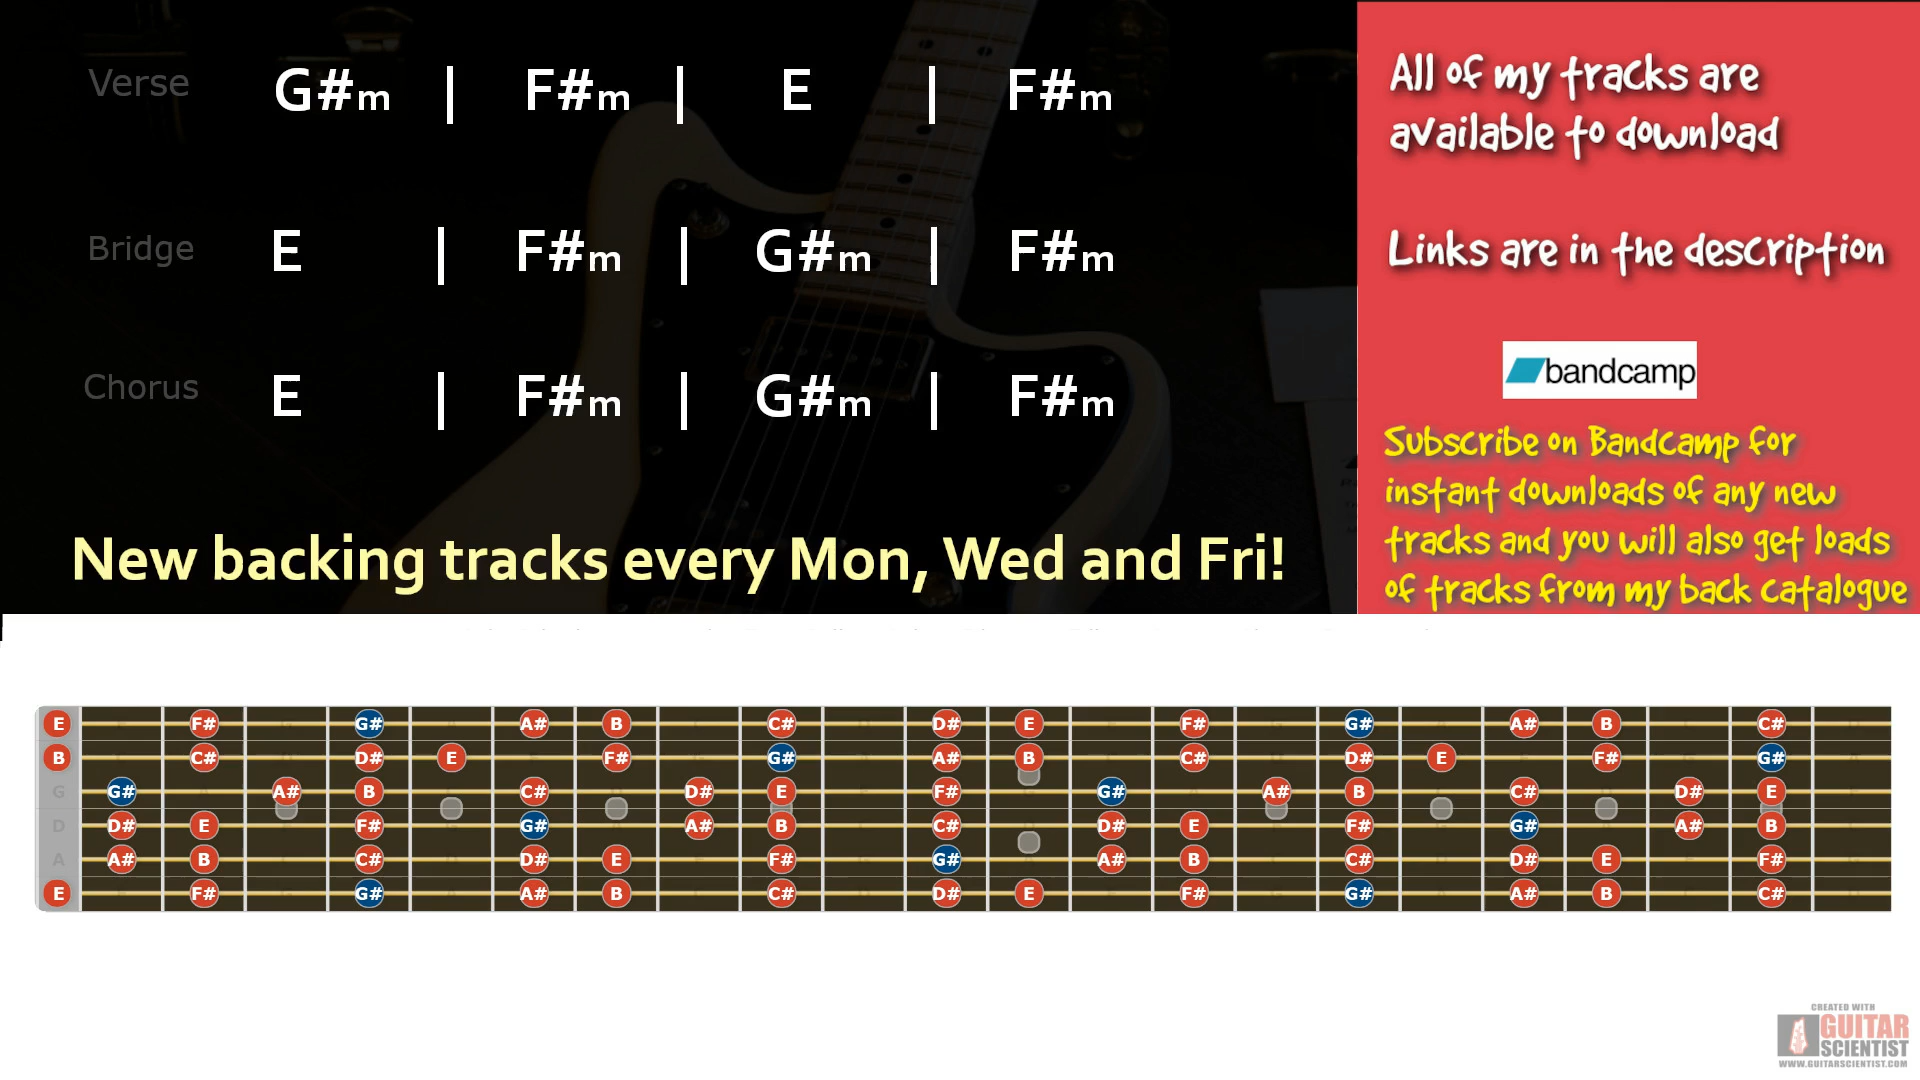 Verse G#m | F#m | E | F#m
Bridge E | F#m | G#m | F#m
Chorus E | F#m | G#m | F#m
New backing tracks every Mon, Wed and Fri!
All of my tracks are
available to download
Links are in the description
bandcamp
Subscribe on Bandcamp for
instant downloads of any new
tracks and you will also get loads
of tracks from my back catalogue
E F# G# A# B C# D# E F# G# A# B C#
B C# D# E F# G# A# B C# D# E F# G#
G G# A# B C# D# E F# G# A# B C# D# E
D D# E F# G# A# B C# D# E F# G# A# B
A A# B C# D# E F# G# A# B C# D# E F#
E F# G# A# B C# D# E F# G# A# B C#
CREATED WITH
GUITAR
SCIENTIST
WWW.GUITARSCIENTIST.COM